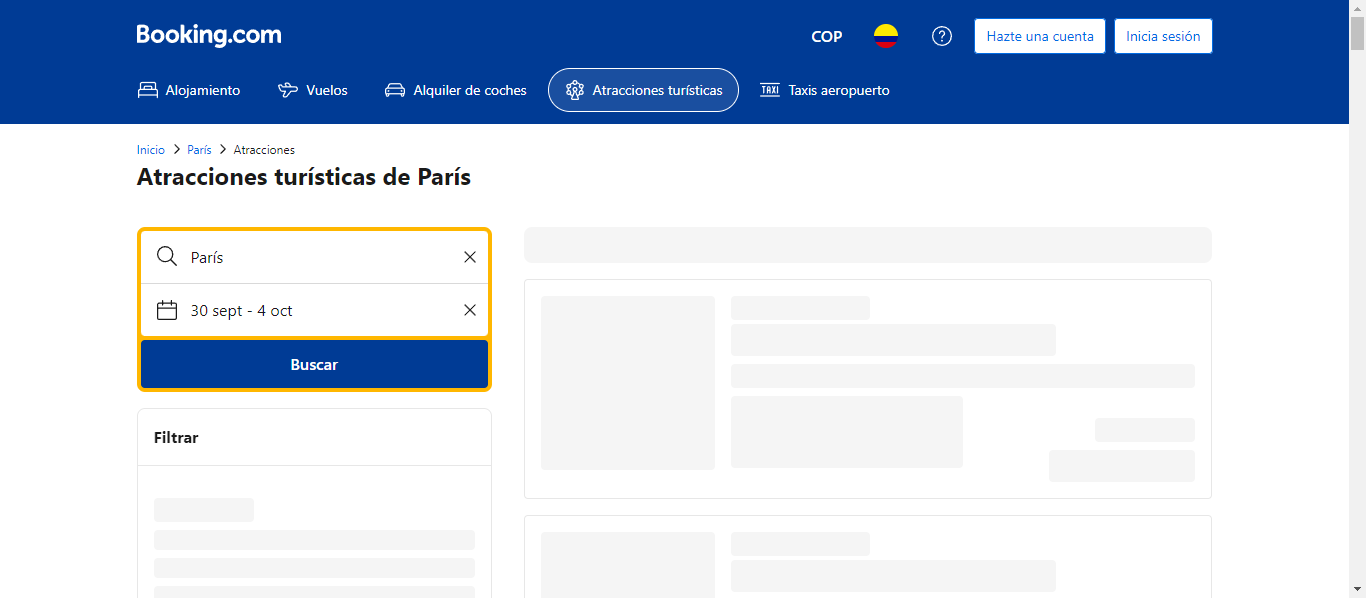 Booking.com
COP
Hazte una cuenta
Inicia sesión
Alojamiento
Vuelos
Alquiler de coches
Atracciones turísticas
TAXI Taxis aeropuerto
Inicio > París > Atracciones
Atracciones turísticas de París
París
30 sept - 4 oct
Buscar
Filtrar